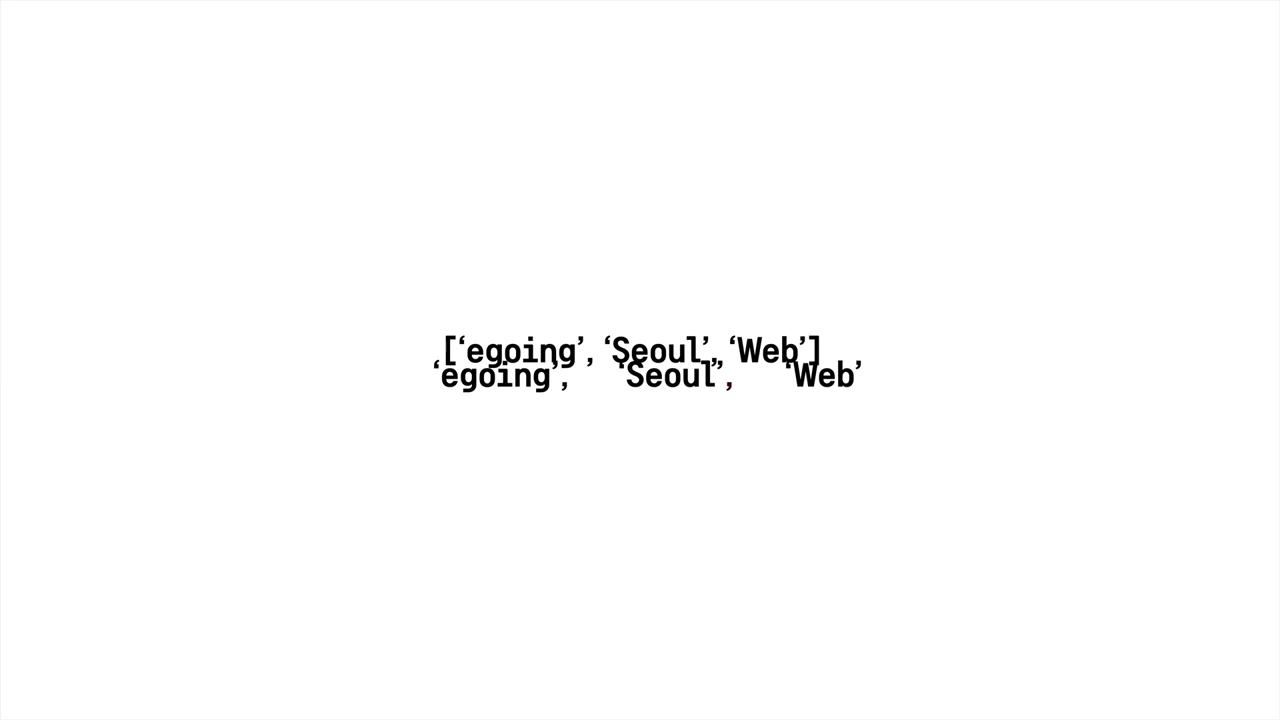 [‘egoing’, ‘Seoul’, ‘Web’] ,
‘egoing’, ‘Seoul’, ‘Web’